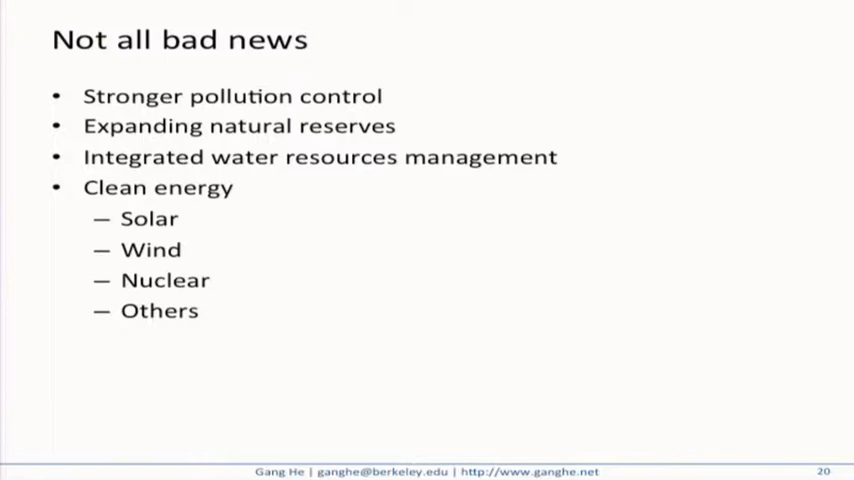 Not all bad news
• Stronger pollution control
• Expanding natural reserves
• Integrated water resources management
• Clean energy
– Solar
– Wind
– Nuclear
– Others
Gang He | ganghe@berkeley.edu | http://www.ganghe.net 20